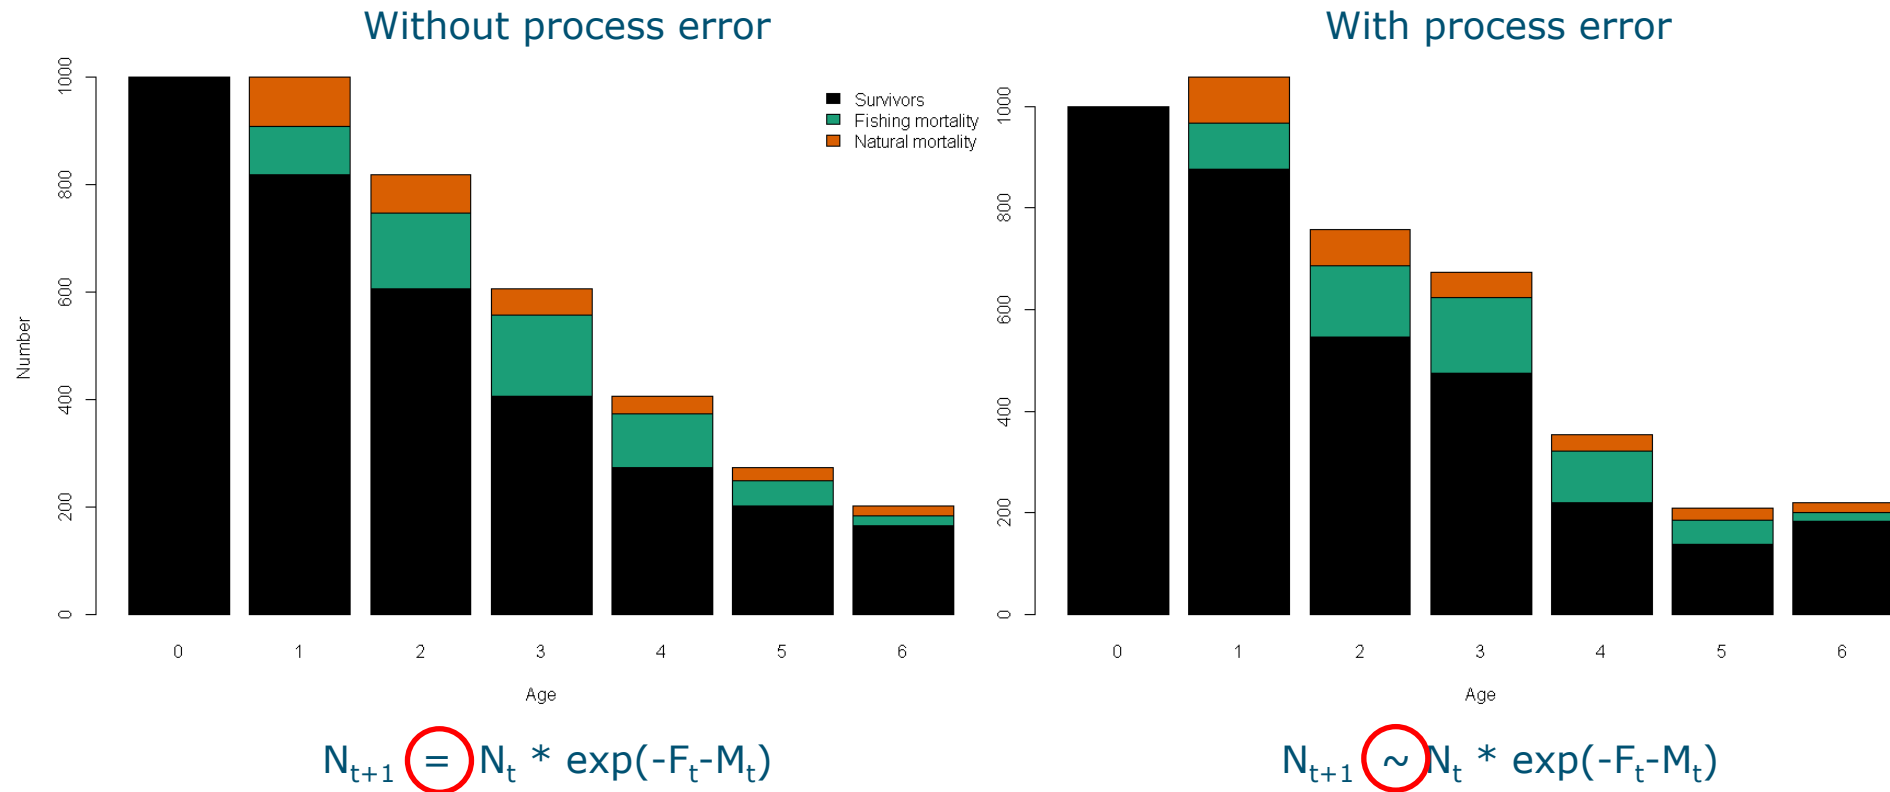 Without process error
With process error
Survivors
Fishing mortality
Natural mortality
Number
0
200
400
600
800
1000
0 1 2 3 4 5 6
Age
0
200
400
600
800
1000
0 1 2 3 4 5 6
Age
Nₜ₊₁ = Nₜ * exp(-Fₜ-Mₜ)
Nₜ₊₁ ~ Nₜ * exp(-Fₜ-Mₜ)